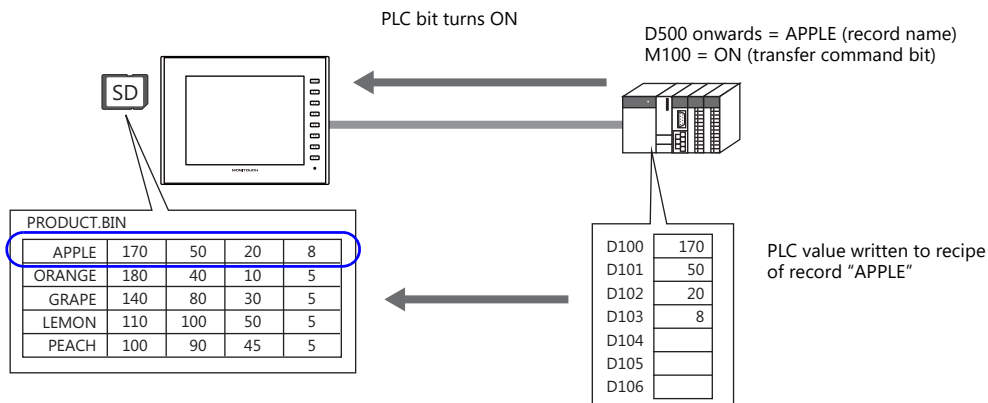 PLC bit turns ON
D500 onwards = APPLE (record name)
M100 = ON (transfer command bit)
SD
MONITOUCH
PRODUCT.BIN
APPLE 170 50 20 8
ORANGE 180 40 10 5
GRAPE 140 80 30 5
LEMON 110 100 50 5
PEACH 100 90 45 5
D100 170
D101 50
D102 20
D103 8
D104
D105
D106
PLC value written to recipe
of record “APPLE”